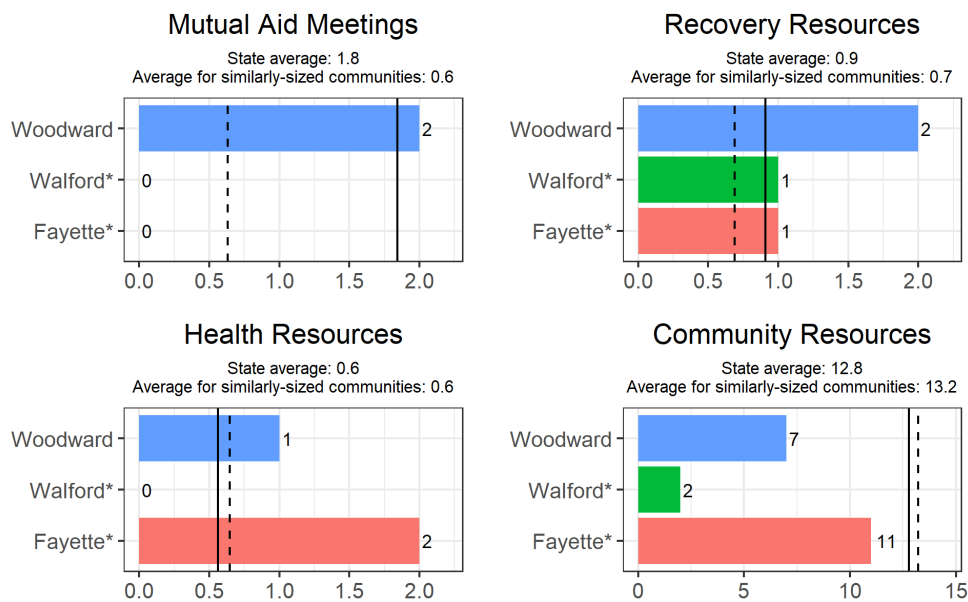 Mutual Aid Meetings
State average: 1.8
Average for similarly-sized communities: 0.6
Woodward
2
Walford*
0
Fayette*
0
0.0 0.5 1.0 1.5 2.0
Recovery Resources
State average: 0.9
Average for similarly-sized communities: 0.7
Woodward
2
Walford*
1
Fayette*
1
0.0 0.5 1.0 1.5 2.0
Health Resources
State average: 0.6
Average for similarly-sized communities: 0.6
Woodward
1
Walford*
0
Fayette*
2
0.0 0.5 1.0 1.5 2.0
Community Resources
State average: 12.8
Average for similarly-sized communities: 13.2
Woodward
7
Walford*
2
Fayette*
11
0 5 10 15